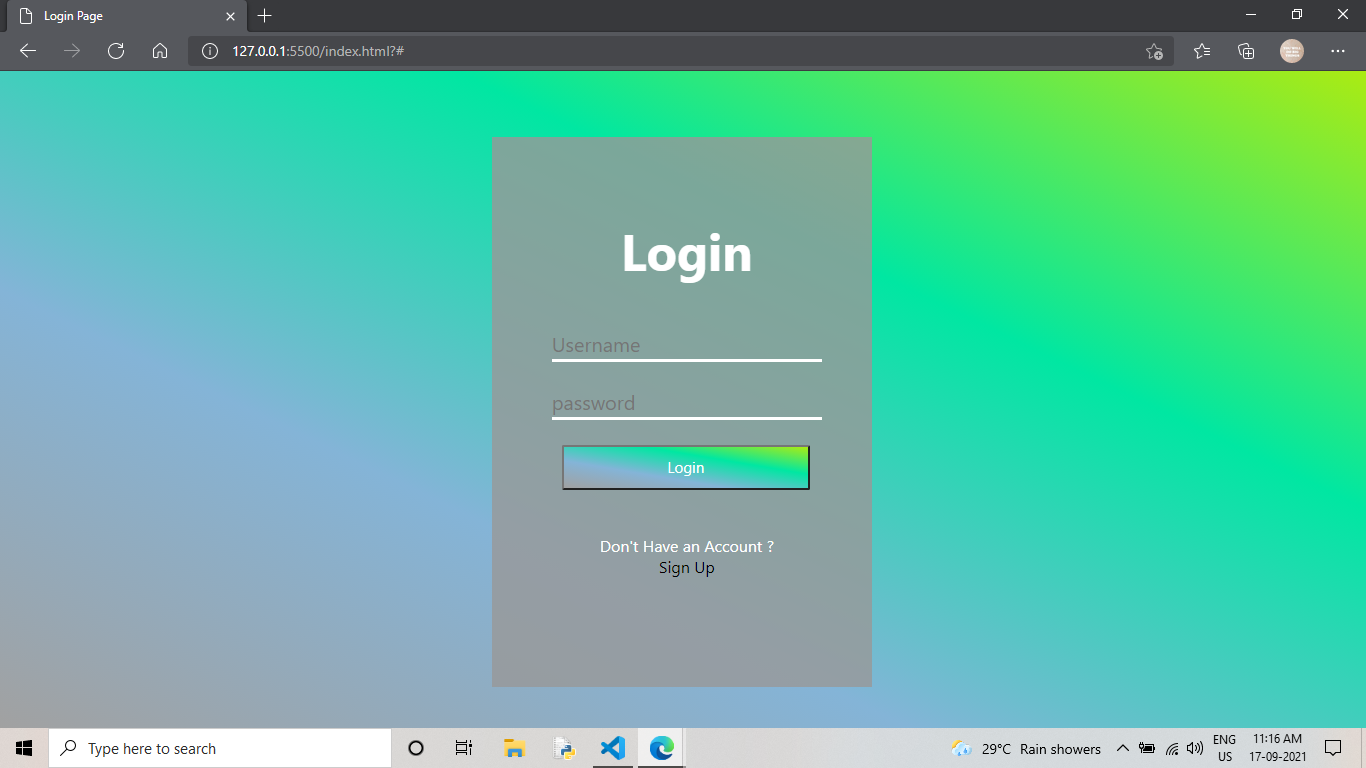 Login Page
127.0.0.1:5500/index.html?#
Login
Username
password
Login
Don't Have an Account ?
Sign Up
Type here to search
29°C Rain showers
ENG
US
11:16 AM
17-09-2021